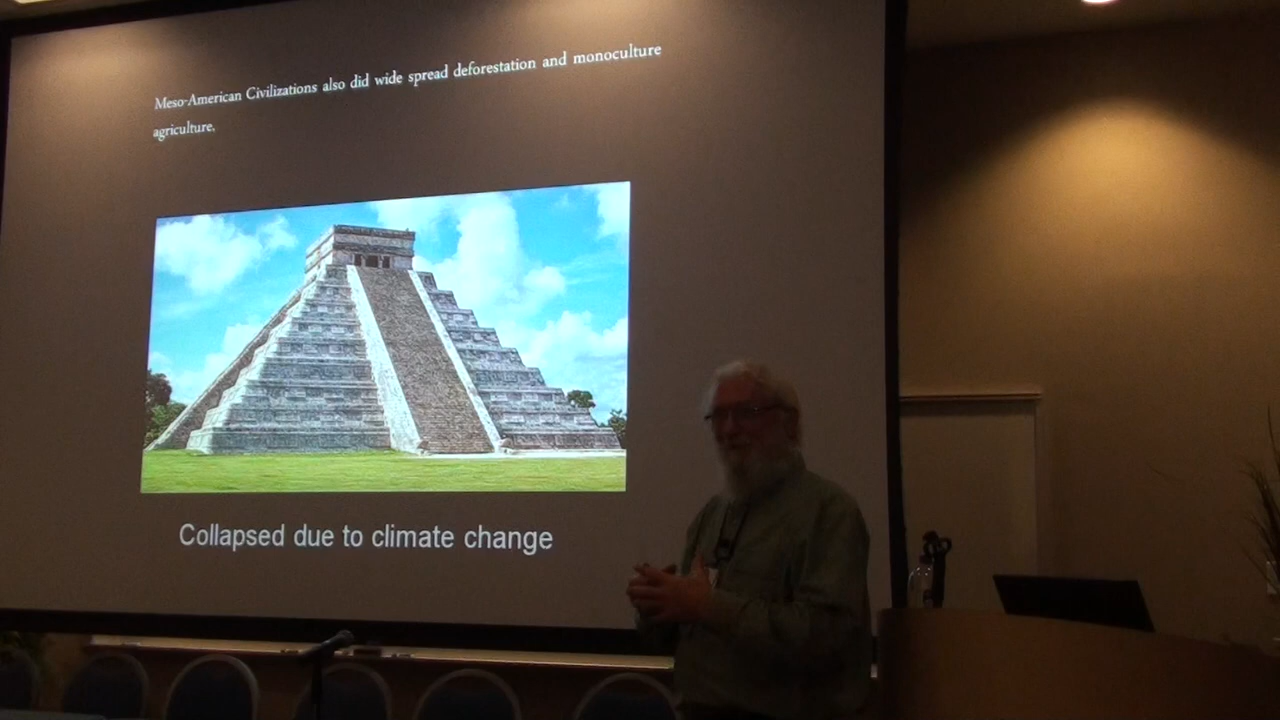 Meso-American Civilizations also did wide spread deforestation and monoculture
agriculture.
Collapsed due to climate change